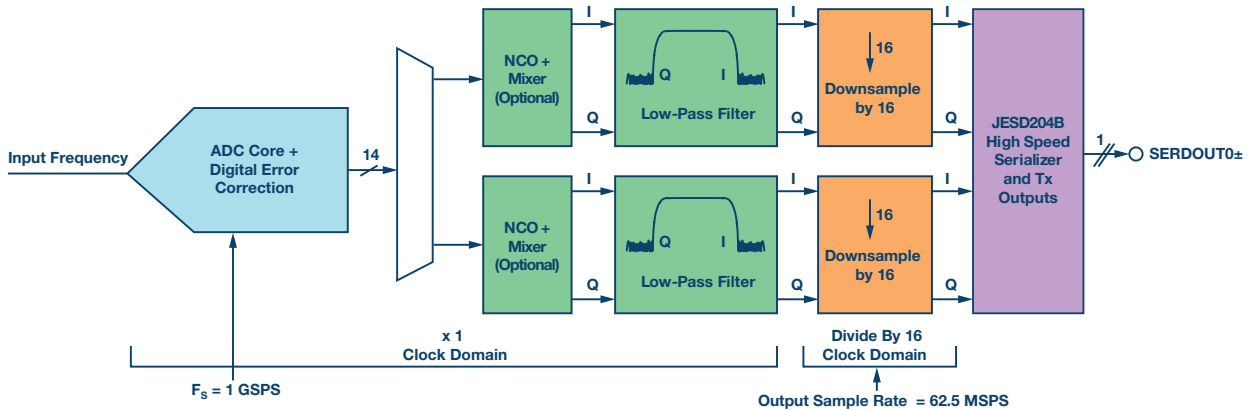 Input Frequency
ADC Core +
Digital Error
Correction
14
NCO +
Mixer
(Optional)
I
Q
Q
I
Low-Pass Filter
I
Q
16
Downsample
by 16
I
Q
NCO +
Mixer
(Optional)
I
Q
Q
I
Low-Pass Filter
I
Q
16
Downsample
by 16
I
Q
JESD204B
High Speed
Serializer
and Tx
Outputs
1
SERDOUT0±
x 1
Clock Domain
Divide By 16
Clock Domain
FS = 1 GSPS
Output Sample Rate = 62.5 MSPS